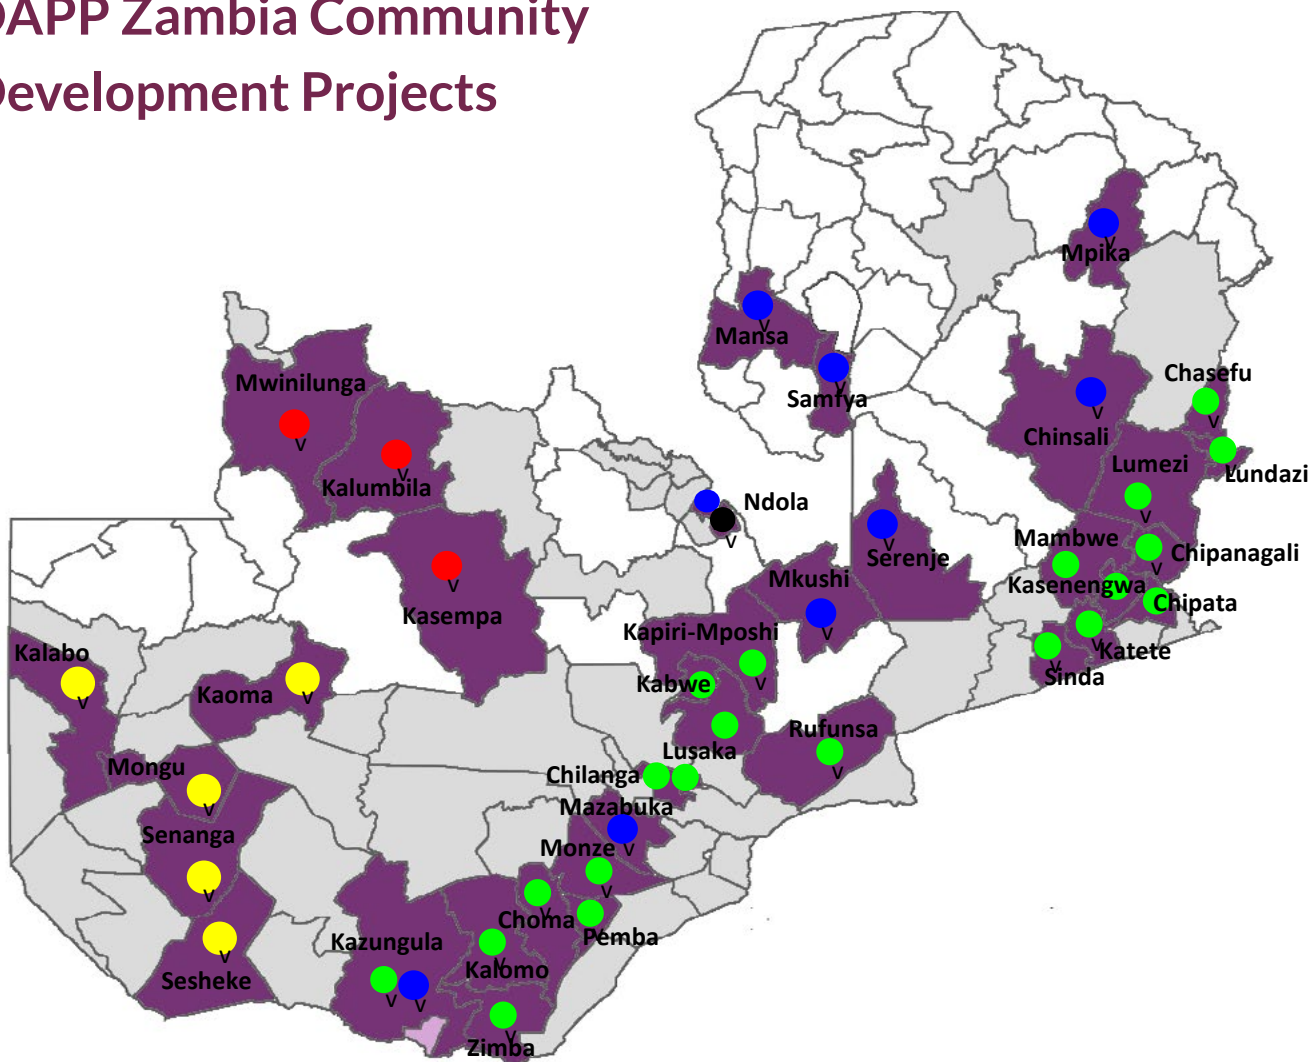 DAPP Zambia Community
Development Projects
Mpika
v
Mansa
v
Samfya
v
Chasefu
v
Mwinilunga
v
Chinsali
v
Lumezi
v
Lundazi
v
Kalumbila
v
Ndola
v
Serenje
v
Mambwe
Chipanagali
v
Kasenengwa
Chipata
Mkushi
v
Kasempa
v
Kapiri-Mposhi
v
Katete
v
Sinda
v
Kalabo
v
Kaoma
v
Kabwe
Rufunsa
v
Lusaka
Mongu
v
Chilanga
Mazabuka
v
Senanga
v
Monze
v
Choma
v
Pemba
Kazungula
v
v
Kalomo
v
Sesheke
v
Zimba
v